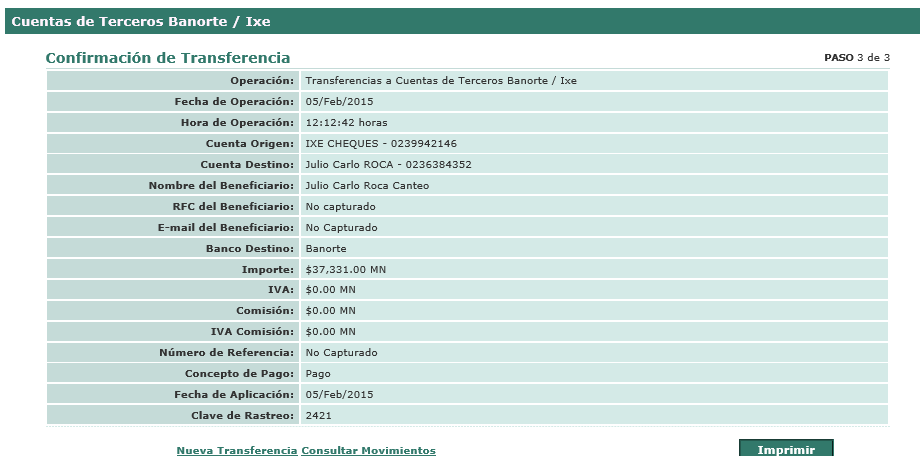 Cuentas de Terceros Banorte / Ixe
Confirmación de Transferencia PASO 3 de 3
Operación: Transferencias a Cuentas de Terceros Banorte / Ixe
Fecha de Operación: 05/Feb/2015
Hora de Operación: 12:12:42 horas
Cuenta Origen: IXE CHEQUES - 0239942146
Cuenta Destino: Julio Carlo ROCA - 0236384352
Nombre del Beneficiario: Julio Carlo Roca Canteo
RFC del Beneficiario: No capturado
E-mail del Beneficiario: No Capturado
Banco Destino: Banorte
Importe: $37,331.00 MN
IVA: $0.00 MN
Comisión: $0.00 MN
IVA Comisión: $0.00 MN
Número de Referencia: No Capturado
Concepto de Pago: Pago
Fecha de Aplicación: 05/Feb/2015
Clave de Rastreo: 2421
Nueva Transferencia Consultar Movimientos Imprimir